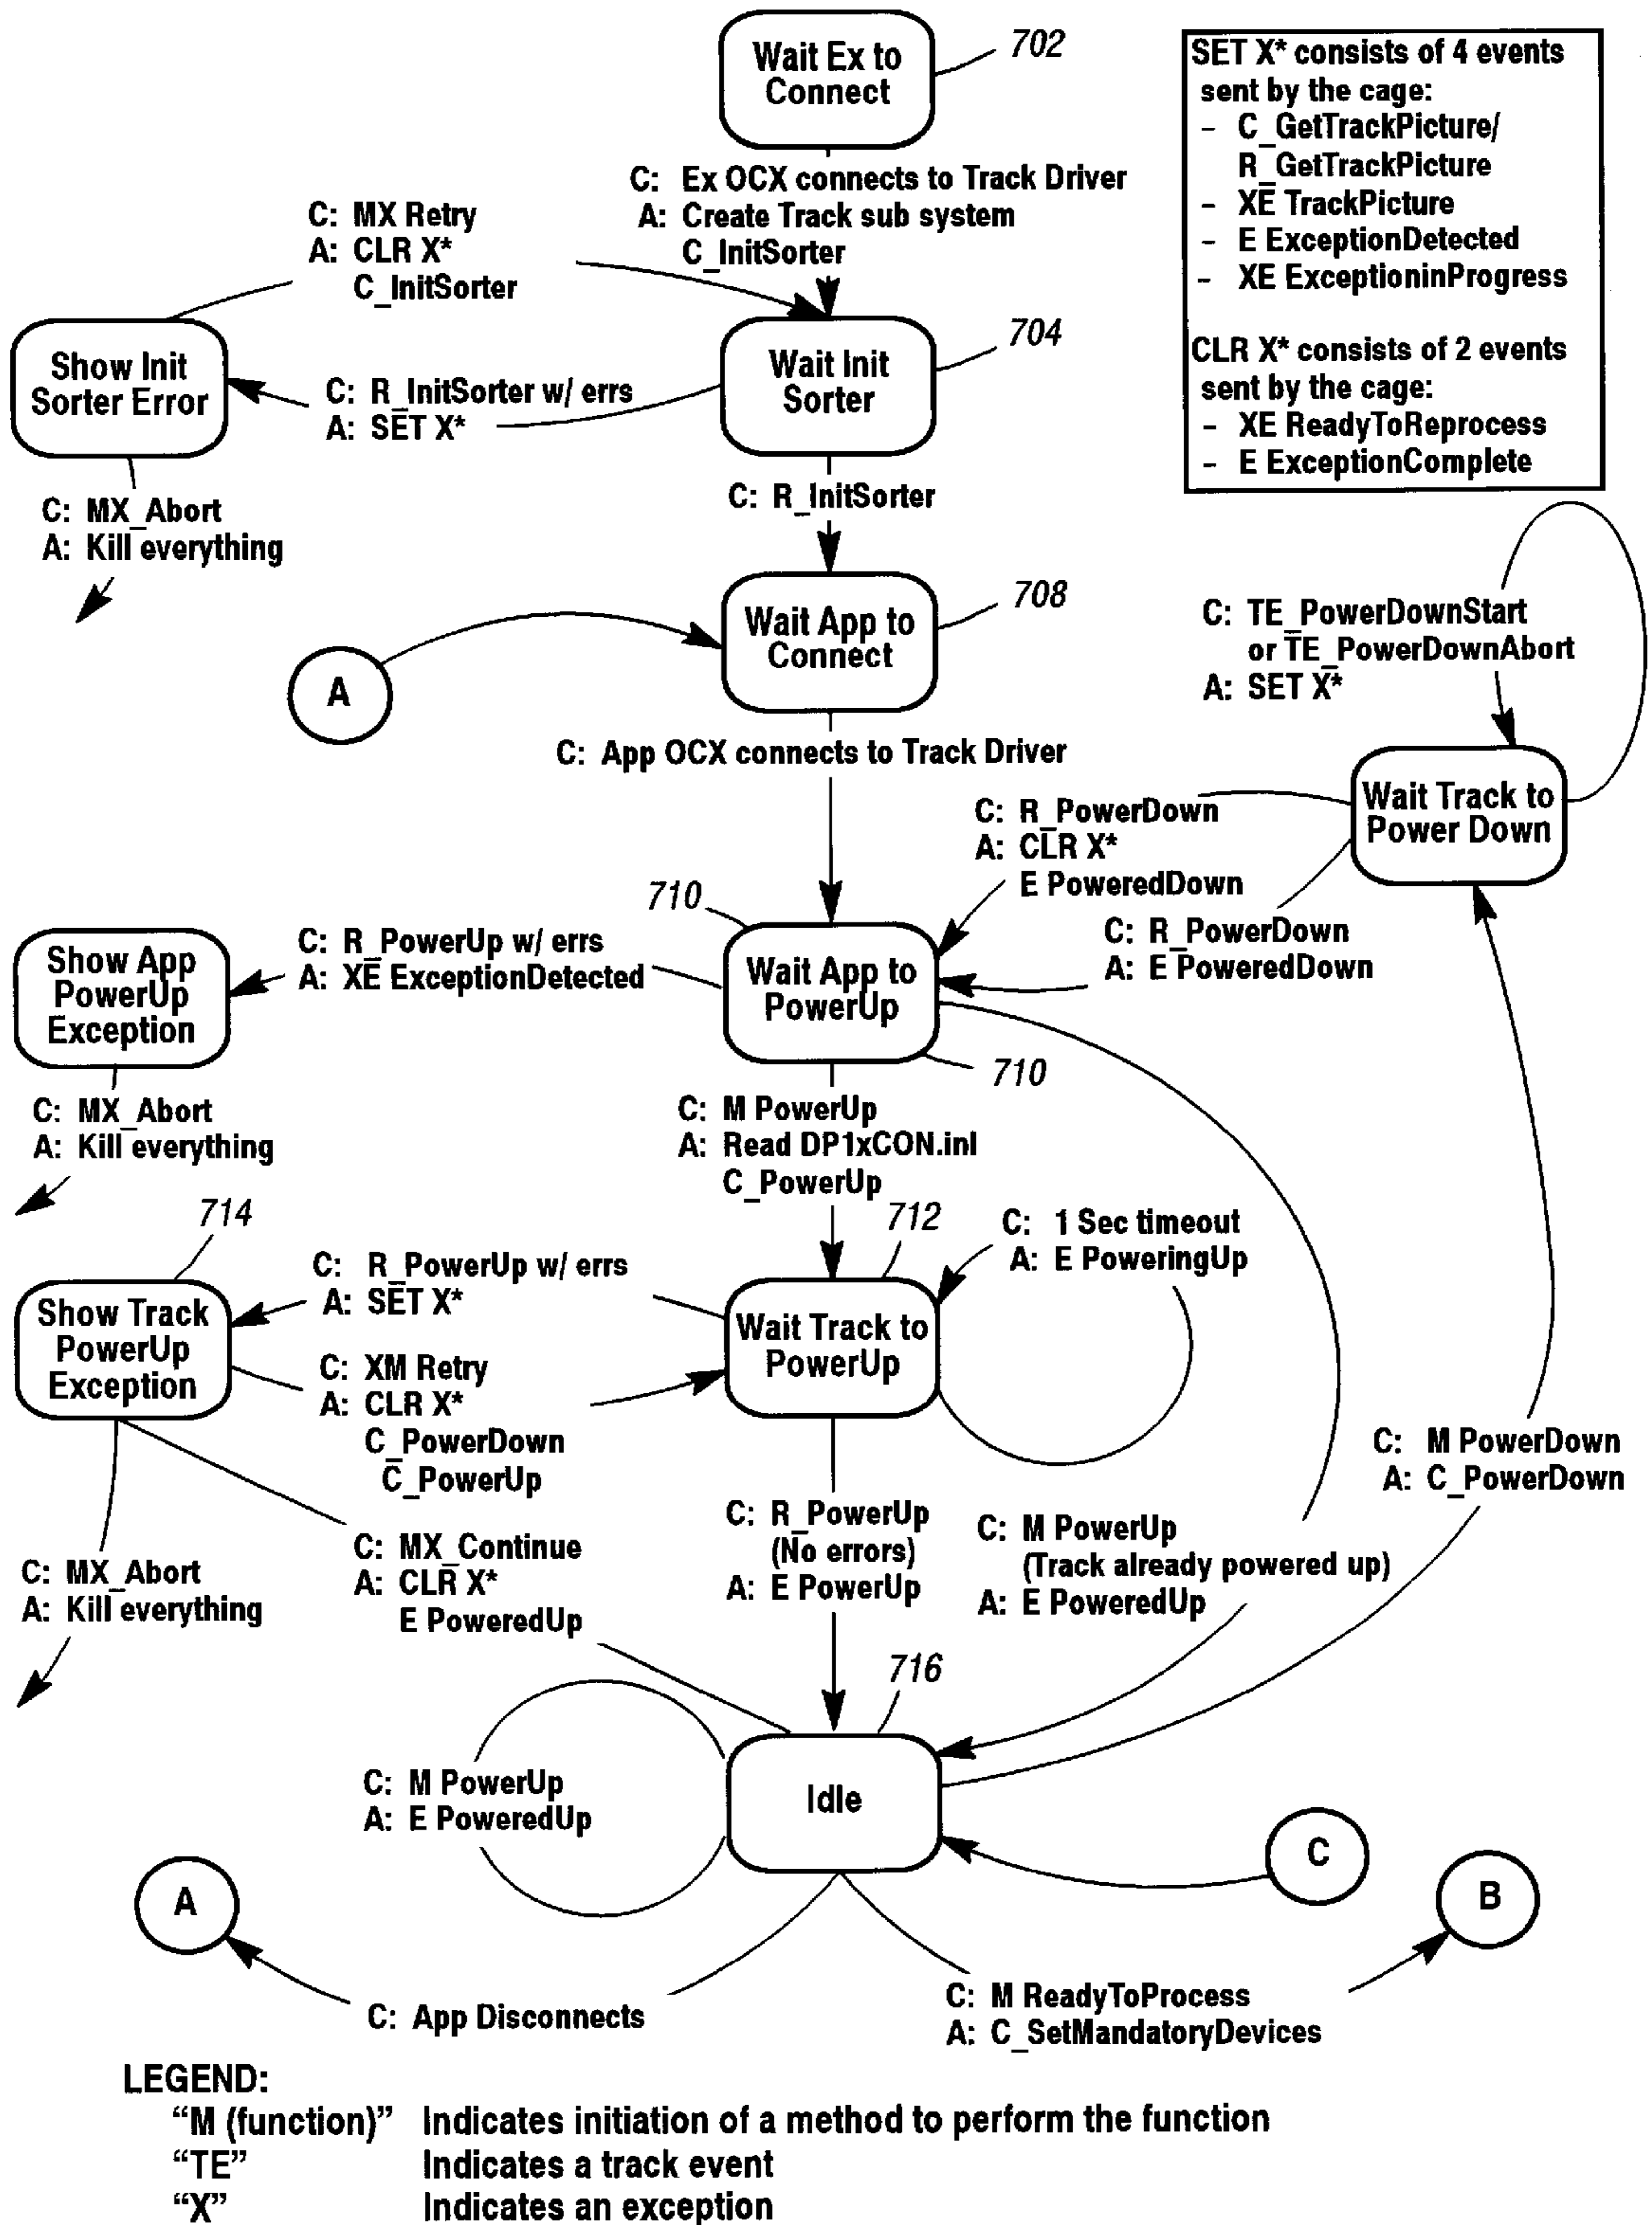 Wait Ex to
Connect
702
SET X* consists of 4 events
sent by the cage:
- C_GetTrackPicture/
R_GetTrackPicture
- XE TrackPicture
- E ExceptionDetected
- XE ExceptioninProgress
CLR X* consists of 2 events
sent by the cage:
- XE ReadyToReprocess
- E ExceptionComplete
C: Ex OCX connects to Track Driver
A: Create Track sub system
C_InitSorter
C: MX Retry
A: CLR X*
C_InitSorter
Show Init
Sorter Error
C: R_InitSorter w/ errs
A: SET X*
Wait Init
Sorter
704
C: MX_Abort
A: Kill everything
C: R_InitSorter
Wait App to
Connect
708
A
C: TE_PowerDownStart
or TE_PowerDownAbort
A: SET X*
C: App OCX connects to Track Driver
Wait Track to
Power Down
C: R_PowerDown
A: CLR X*
E PoweredDown
C: R_PowerDown
A: E PoweredDown
710
Wait App to
PowerUp
710
C: R_PowerUp w/ errs
A: XE ExceptionDetected
Show App
PowerUp
Exception
C: MX_Abort
A: Kill everything
C: M PowerUp
A: Read DP1xCON.inl
C_PowerUp
714
712
C: 1 Sec timeout
A: E PoweringUp
C: R_PowerUp w/ errs
A: SET X*
Show Track
PowerUp
Exception
Wait Track to
PowerUp
C: XM Retry
A: CLR X*
C_PowerDown
C_PowerUp
C: M PowerDown
A: C_PowerDown
C: R_PowerUp
(No errors)
A: E PowerUp
C: M PowerUp
(Track already powered up)
A: E PoweredUp
C: MX_Continue
A: CLR X*
E PoweredUp
C: MX_Abort
A: Kill everything
716
Idle
C: M PowerUp
A: E PoweredUp
C
A
B
C: App Disconnects
C: M ReadyToProcess
A: C_SetMandatoryDevices
LEGEND:
“M (function)” Indicates initiation of a method to perform the function
“TE” Indicates a track event
“X” Indicates an exception